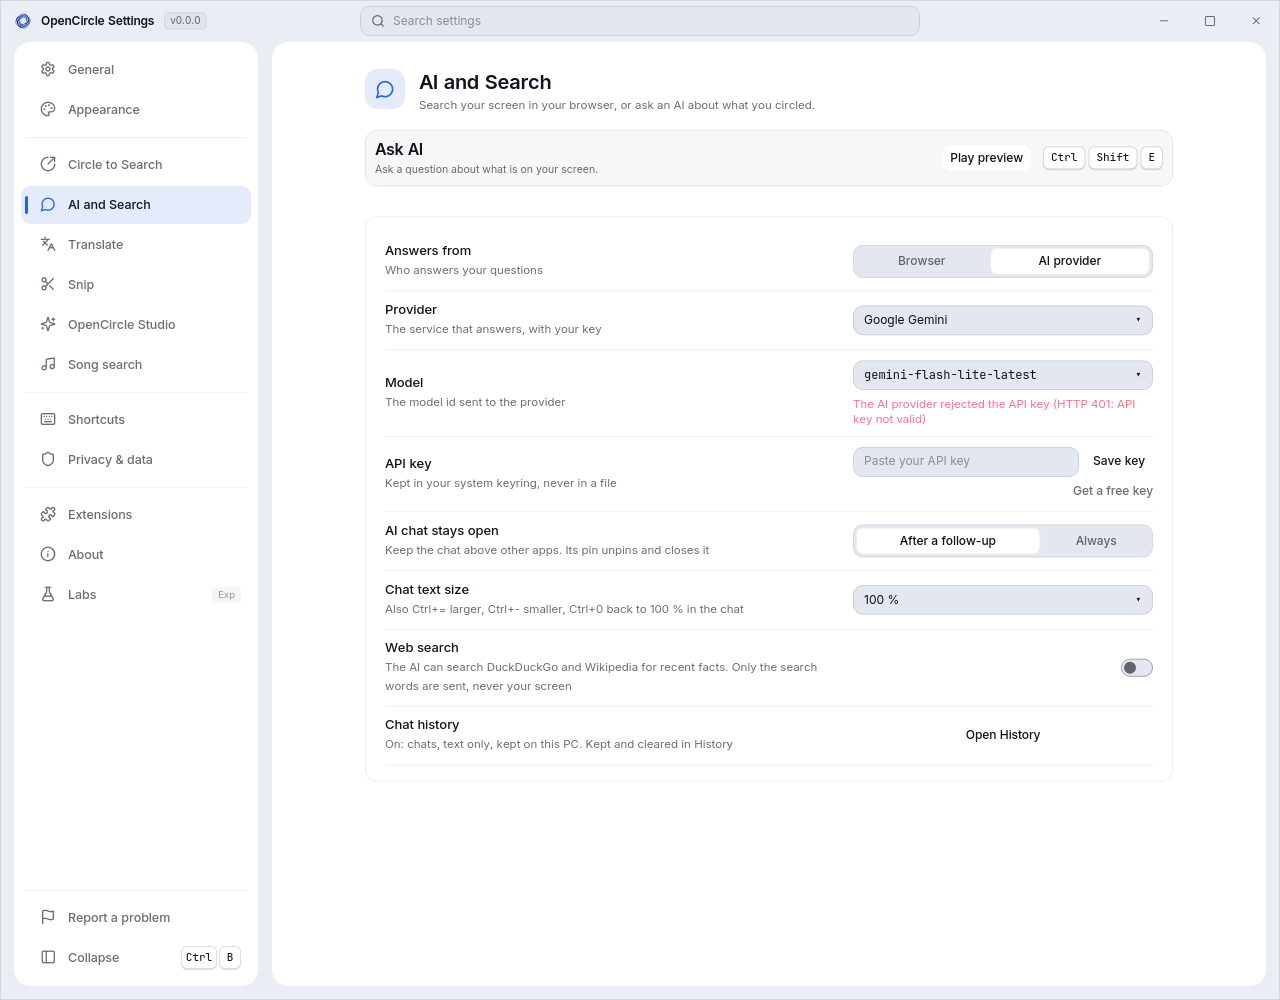 OpenCircle Settings
v0.0.0
Search settings
General
Appearance
Circle to Search
AI and Search
Translate
Snip
OpenCircle Studio
Song search
Shortcuts
Privacy & data
Extensions
About
Labs
Exp
Report a problem
Collapse
Ctrl B
AI and Search
Search your screen in your browser, or ask an AI about what you circled.
Ask AI
Ask a question about what is on your screen.
Play preview
Ctrl Shift E
Answers from
Who answers your questions
Browser
AI provider
Provider
The service that answers, with your key
Google Gemini
Model
The model id sent to the provider
gemini-flash-lite-latest
The AI provider rejected the API key (HTTP 401: API
key not valid)
API key
Kept in your system keyring, never in a file
Paste your API key
Save key
Get a free key
AI chat stays open
Keep the chat above other apps. Its pin unpins and closes it
After a follow-up
Always
Chat text size
Also Ctrl+= larger, Ctrl+- smaller, Ctrl+0 back to 100 % in the chat
100 %
Web search
The AI can search DuckDuckGo and Wikipedia for recent facts. Only the search
words are sent, never your screen
Chat history
On: chats, text only, kept on this PC. Kept and cleared in History
Open History